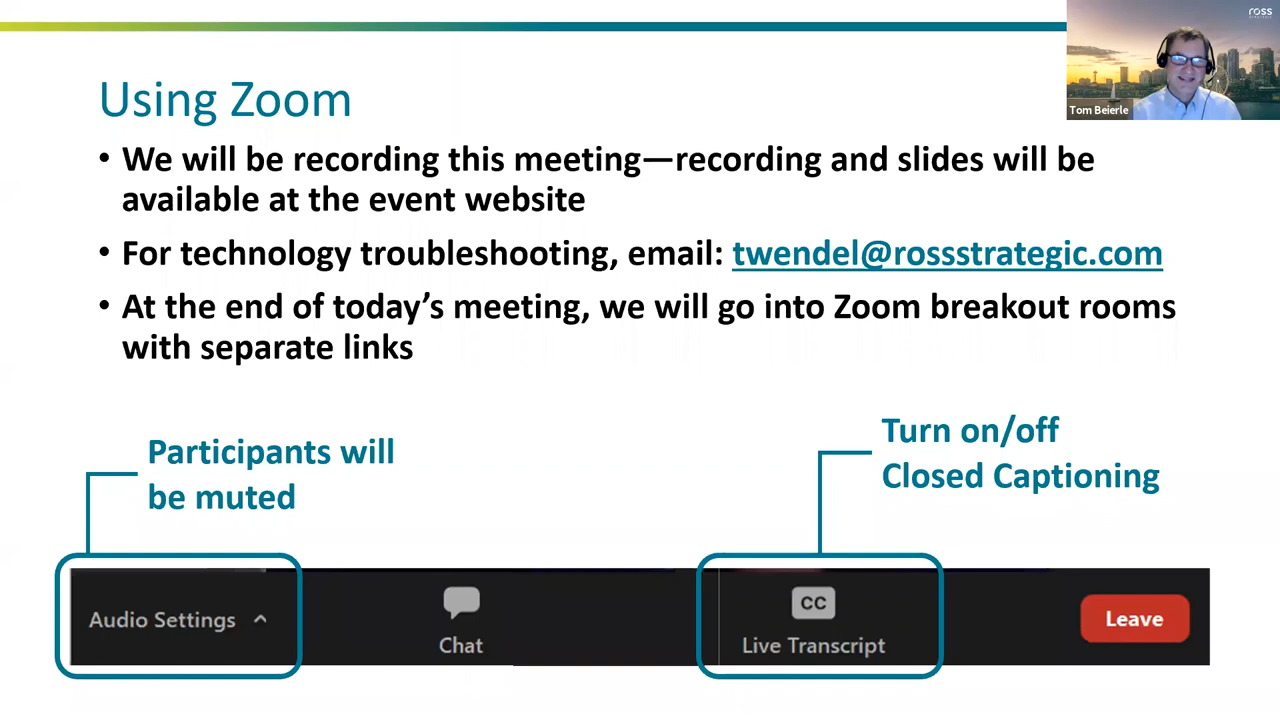 ross
STRATEGIC
Tom Beierle
Using Zoom
• We will be recording this meeting—recording and slides will be
available at the event website
• For technology troubleshooting, email: twendel@rossstrategic.com
• At the end of today’s meeting, we will go into Zoom breakout rooms
with separate links
Participants will
be muted
Turn on/off
Closed Captioning
Audio Settings
Chat
CC
Live Transcript
Leave